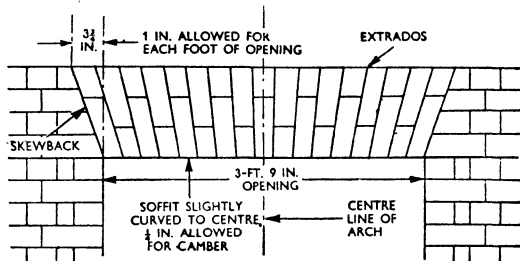 3¾
IN.
1 IN. ALLOWED FOR
EACH FOOT OF OPENING
EXTRADOS
SKEWBACK
3-FT. 9 IN.
OPENING
SOFFIT SLIGHTLY
CURVED TO CENTRE,
¼ IN. ALLOWED
FOR CAMBER
CENTRE
LINE OF
ARCH